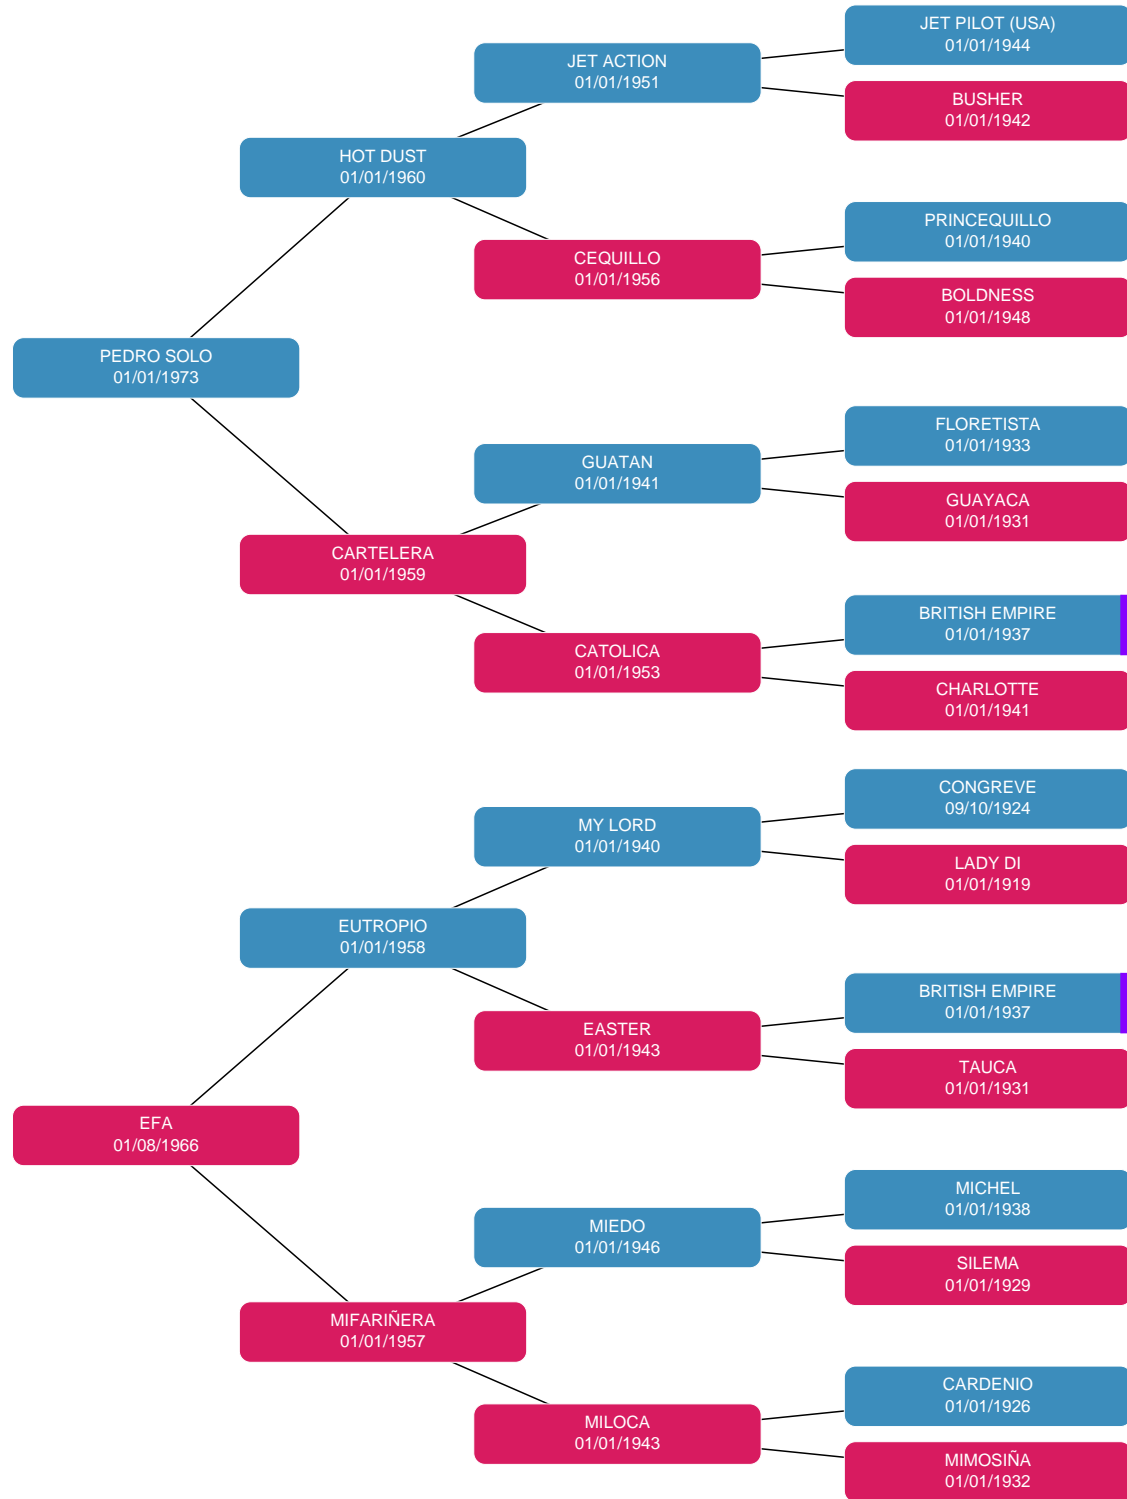 JET PILOT (USA)
01/01/1944
JET ACTION
01/01/1951
BUSHER
01/01/1942
HOT DUST
01/01/1960
PRINCEQUILLO
01/01/1940
CEQUILLO
01/01/1956
BOLDNESS
01/01/1948
PEDRO SOLO
01/01/1973
FLORETISTA
01/01/1933
GUATAN
01/01/1941
GUAYACA
01/01/1931
CARTELERA
01/01/1959
BRITISH EMPIRE
01/01/1937
CATOLICA
01/01/1953
CHARLOTTE
01/01/1941
CONGREVE
09/10/1924
MY LORD
01/01/1940
LADY DI
01/01/1919
EUTROPIO
01/01/1958
BRITISH EMPIRE
01/01/1937
EASTER
01/01/1943
TAUCA
01/01/1931
EFA
01/08/1966
MICHEL
01/01/1938
MIEDO
01/01/1946
SILEMA
01/01/1929
MIFARIÑERA
01/01/1957
CARDENIO
01/01/1926
MILOCA
01/01/1943
MIMOSIÑA
01/01/1932